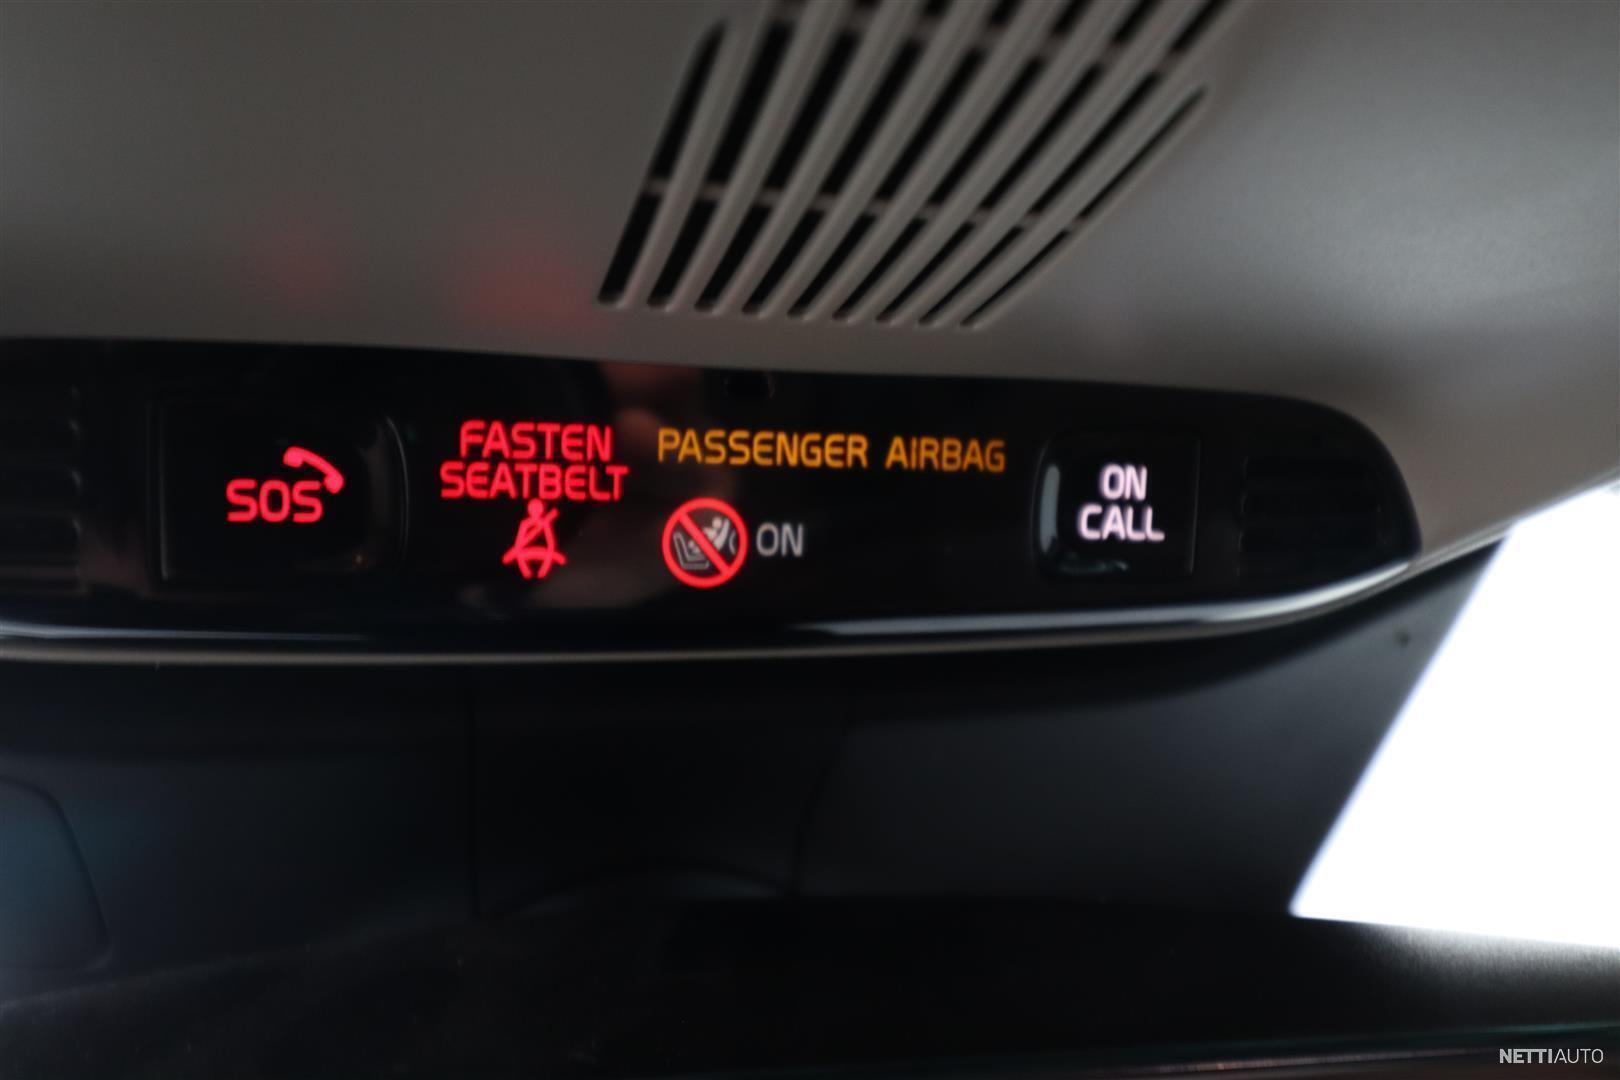 SOS
FASTEN
SEATBELT
PASSENGER AIRBAG
ON
ON
CALL
NETTIAUTO